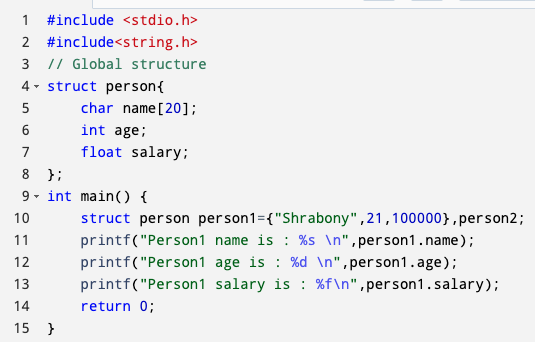 1 #include <stdio.h>
2 #include<string.h>
3 // Global structure
4 struct person{
5     char name[20];
6     int age;
7     float salary;
8 };
9 int main() {
10     struct person person1={"Shrabony",21,100000},person2;
11     printf("Person1 name is : %s \n",person1.name);
12     printf("Person1 age is : %d \n",person1.age);
13     printf("Person1 salary is : %f\n",person1.salary);
14     return 0;
15 }